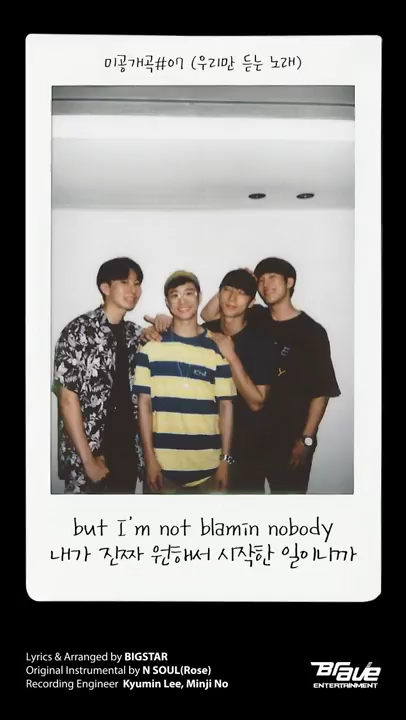 미공개곡#07 (우리만 듣는 노래)
but I'm not blamin nobody
내가 진짜 원해서 시작한 일이니까
Lyrics & Arranged by BIGSTAR
Original Instrumental by N SOUL(Rose)
Recording Engineer Kyumin Lee, Minji No
Brave
ENTERTAINMENT